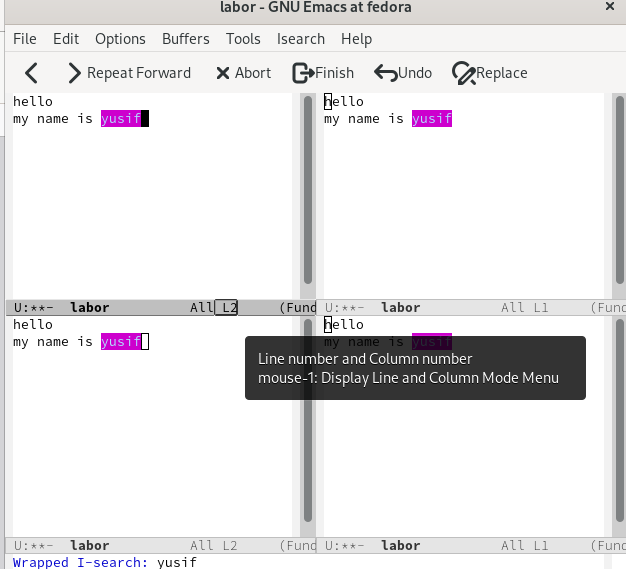 labor - GNU Emacs at fedora
File Edit Options Buffers Tools Isearch Help
Repeat Forward Abort Finish Undo Replace
hello
my name is yusif
hello
my name is yusif
U:**- labor All L2 (Fund
U:**- labor All L1 (Fund
hello
my name is yusif
hello
my name is yusif
Line number and Column number
mouse-1: Display Line and Column Mode Menu
U:**- labor All L2 (Fund
U:**- labor All L1 (Fund
Wrapped I-search: yusif